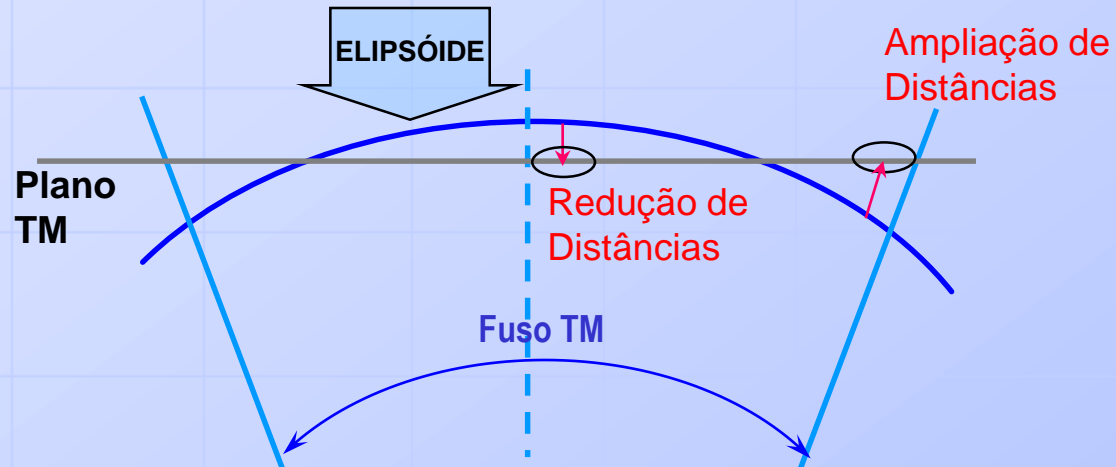 ELIPSÓIDE
Ampliação de
Distâncias
Plano
TM
Redução de
Distâncias
Fuso TM